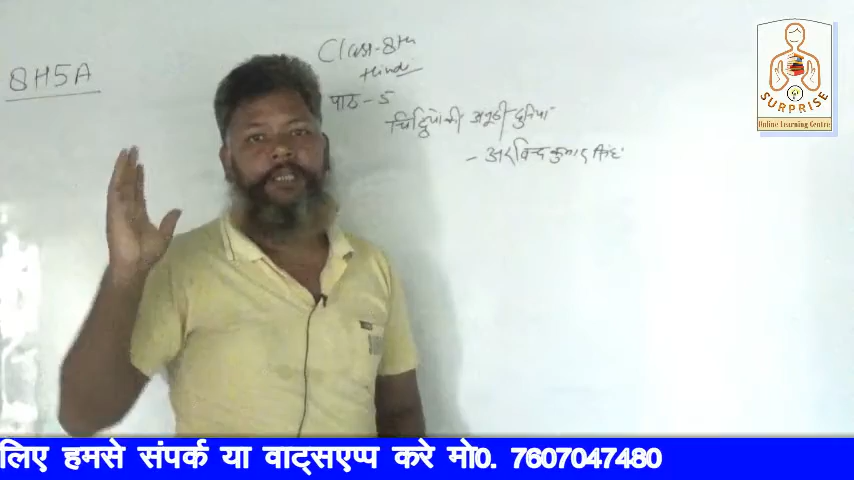 8H5A
Class-8th
Hindi
पाठ-5
चिट्ठियों की अनूठी दुनिया
- अरविन्द कुमार सिंह
SURPRISE
Online Learning Centre
लिए हमसे संपर्क या वाट्सएप्प करे मो0. 7607047480